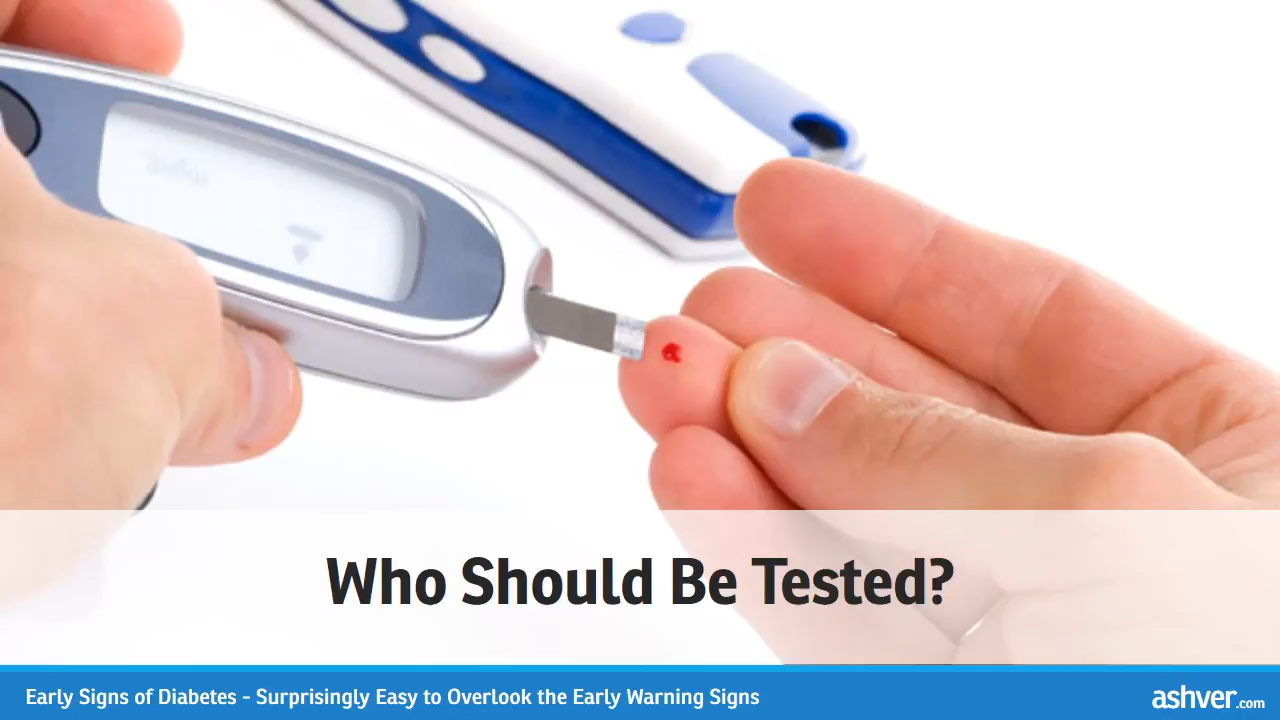 Who Should Be Tested?
Early Signs of Diabetes - Surprisingly Easy to Overlook the Early Warning Signs
ashver.com